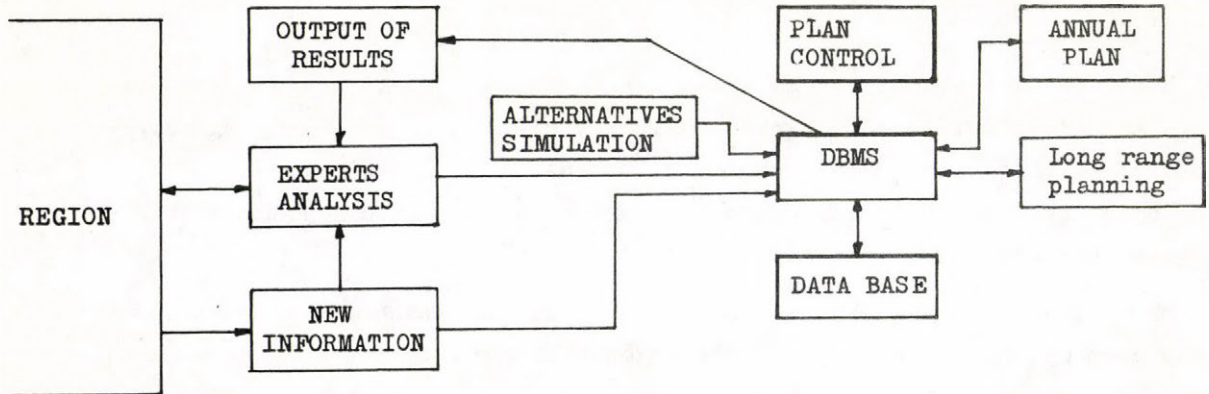 OUTPUT OF
RESULTS
PLAN
CONTROL
ANNUAL
PLAN
ALTERNATIVES
SIMULATION
DBMS
Long range
planning
EXPERTS
ANALYSIS
REGION
DATA BASE
NEW
INFORMATION